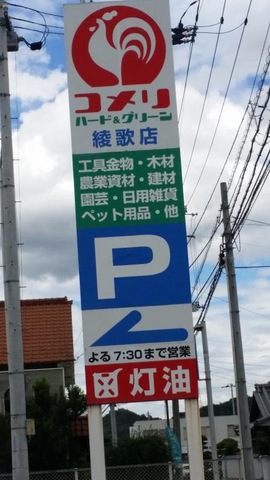 コメリ
ハード&グリーン
綾歌店
工具金物・木材
農業資材・建材
園芸・日用雑貨
ペット用品・他
P
よる7:30まで営業
灯油